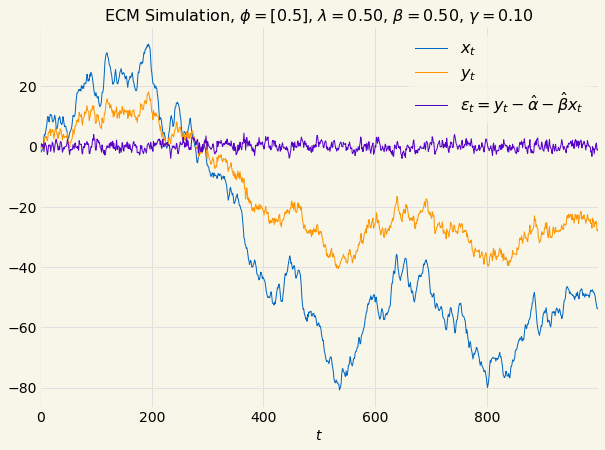 ECM Simulation, ϕ = [0.5], λ = 0.50, β = 0.50, γ = 0.10
x_t
y_t
ε_t = y_t − α̂ − β̂x_t
20
0
−20
−40
−60
−80
0 200 400 600 800
t